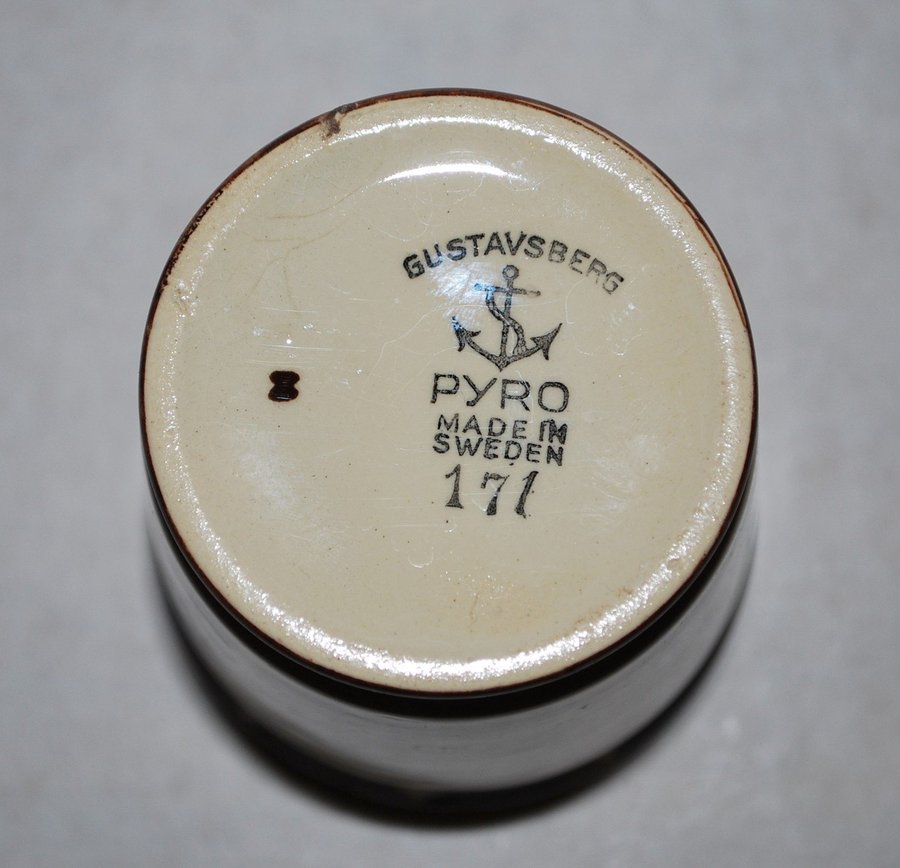 GUSTAVSBERG
PYRO
MADE IN
SWEDEN
171